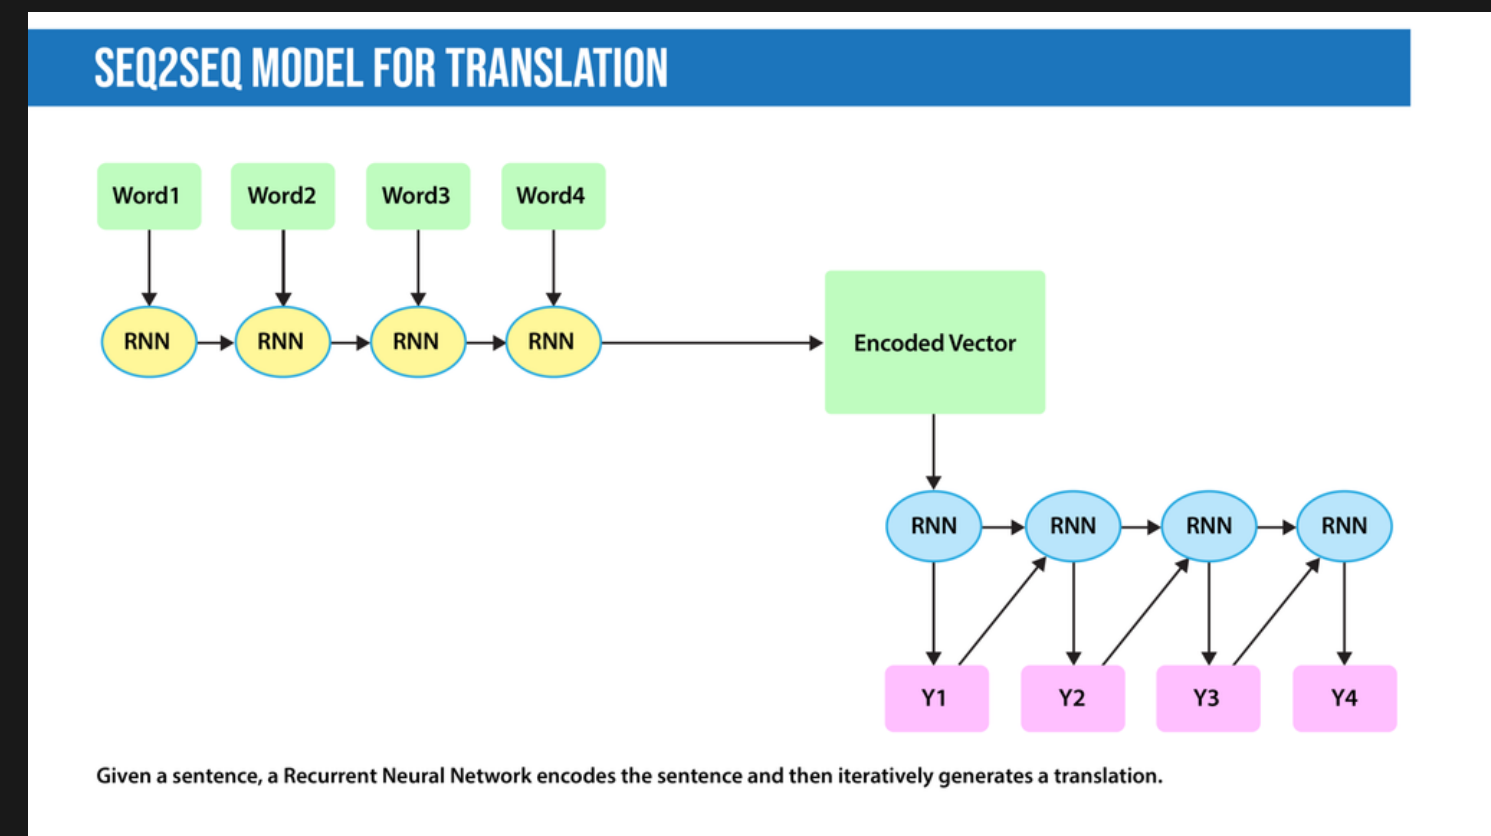 SEQ2SEQ MODEL FOR TRANSLATION
Word1 Word2 Word3 Word4
RNN RNN RNN RNN Encoded Vector
RNN RNN RNN RNN
Y1 Y2 Y3 Y4
Given a sentence, a Recurrent Neural Network encodes the sentence and then iteratively generates a translation.